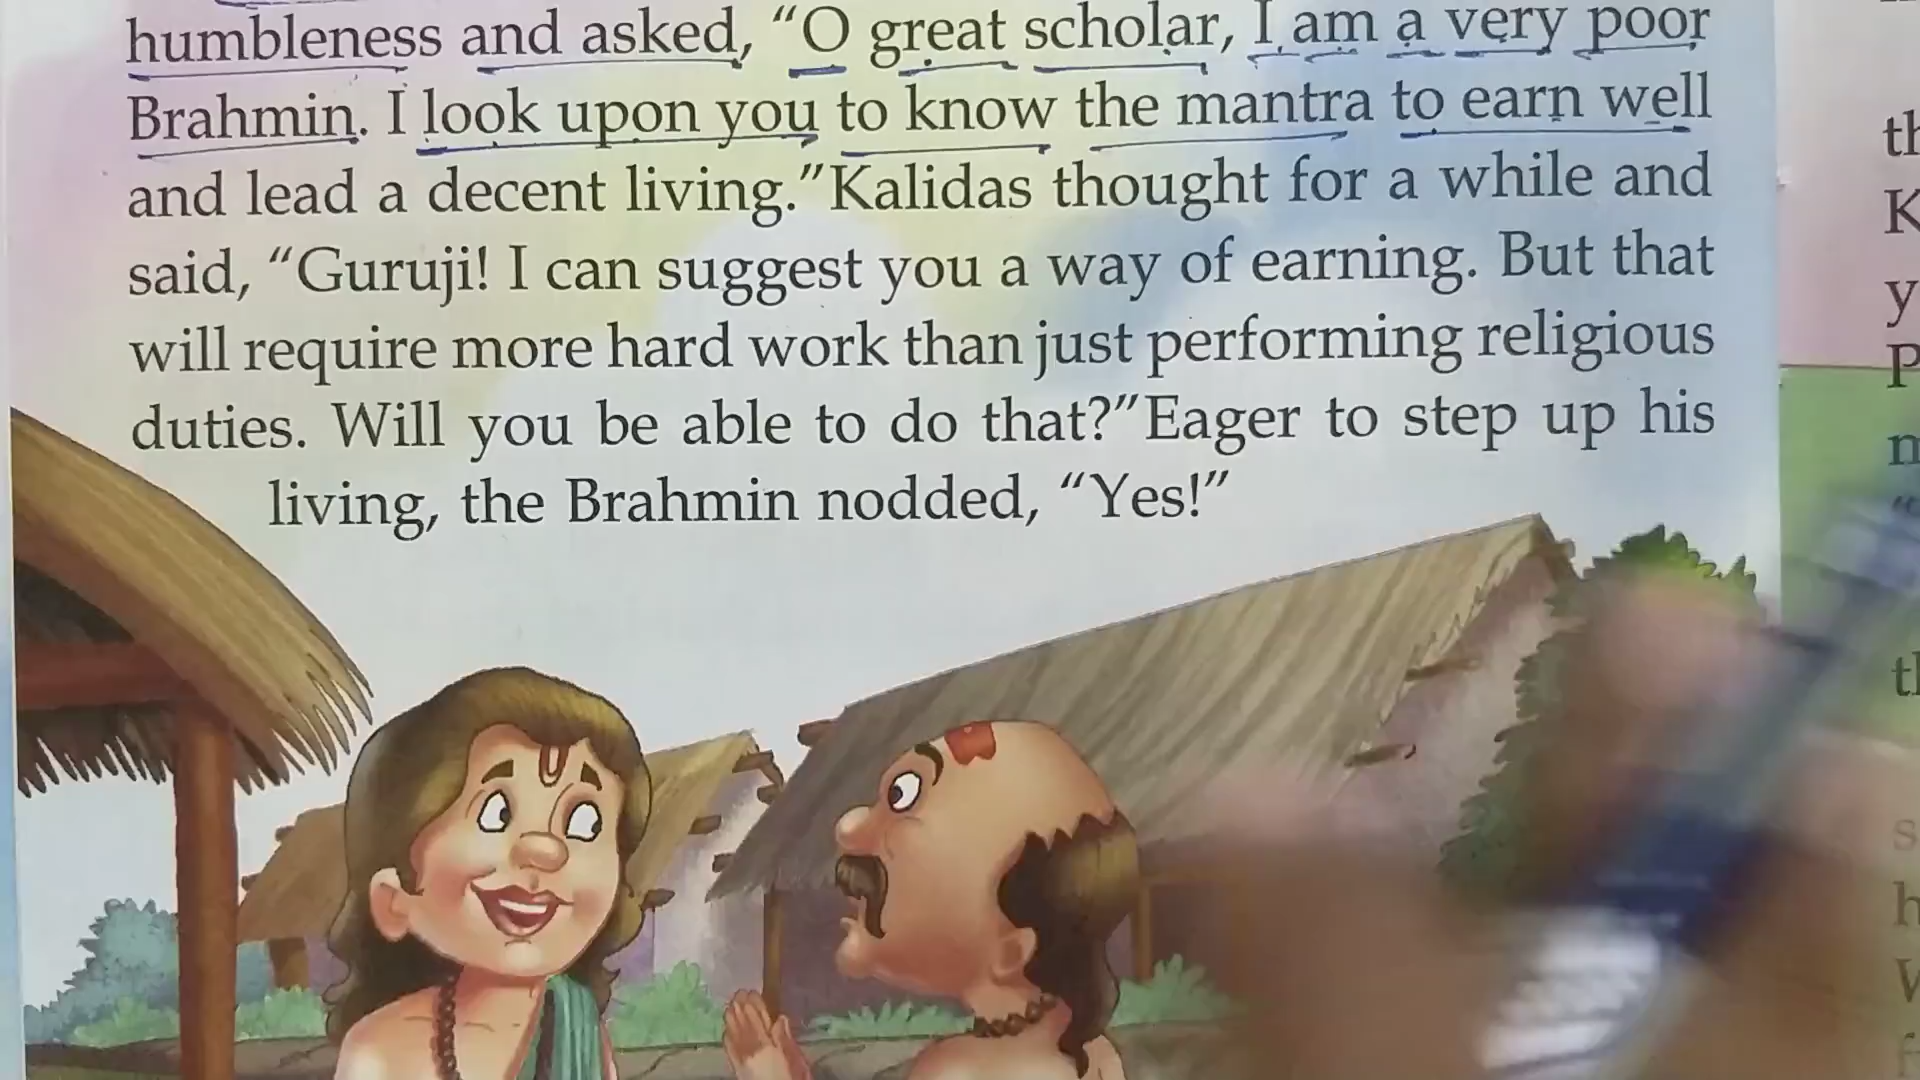 humbleness and asked, “O great scholar, I am a very poor
Brahmin. I look upon you to know the mantra to earn well
and lead a decent living.”Kalidas thought for a while and
said, “Guruji! I can suggest you a way of earning. But that
will require more hard work than just performing religious
duties. Will you be able to do that?”Eager to step up his
living, the Brahmin nodded, “Yes!”